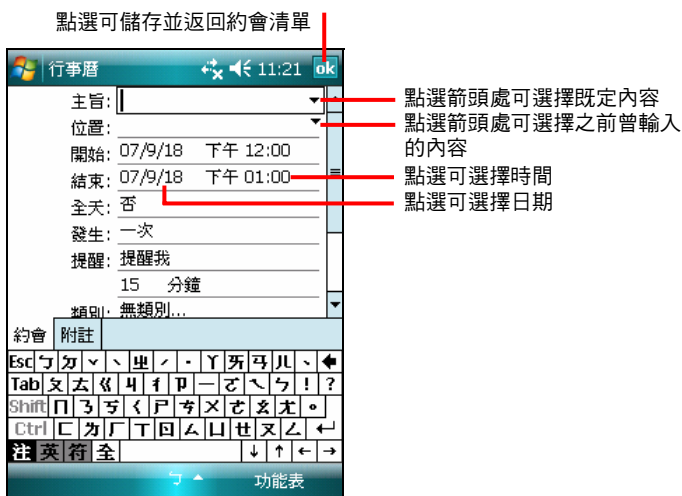 點選可儲存並返回約會清單
行事曆 11:21 ok
主旨:
點選箭頭處可選擇既定內容
位置:
點選箭頭處可選擇之前曾輸入
的內容
開始: 07/9/18 下午 12:00
結束: 07/9/18 下午 01:00
點選可選擇時間
點選可選擇日期
全天: 否
發生: 一次
提醒: 提醒我
15 分鐘
類別: 無類別...
約會 附註
Esc ㄅ ㄉ ˇ ˋ ㄓ ˊ ˙ ㄚ ㄞ ㄢ ㄦ 、
Tab ㄆ ㄊ ㄍ ㄐ ㄔ ㄗ ㄧ ㄛ ㄟ ㄣ ! ?
Shift ㄇ ㄋ ㄎ ㄑ ㄕ ㄘ ㄨ ㄜ ㄠ ㄤ 。
Ctrl ㄈ ㄌ ㄏ ㄒ ㄖ ㄙ ㄩ ㄝ ㄡ ㄥ ↵
注 英 符 全 ↓ ↑ ← →
ㄅ 功能表